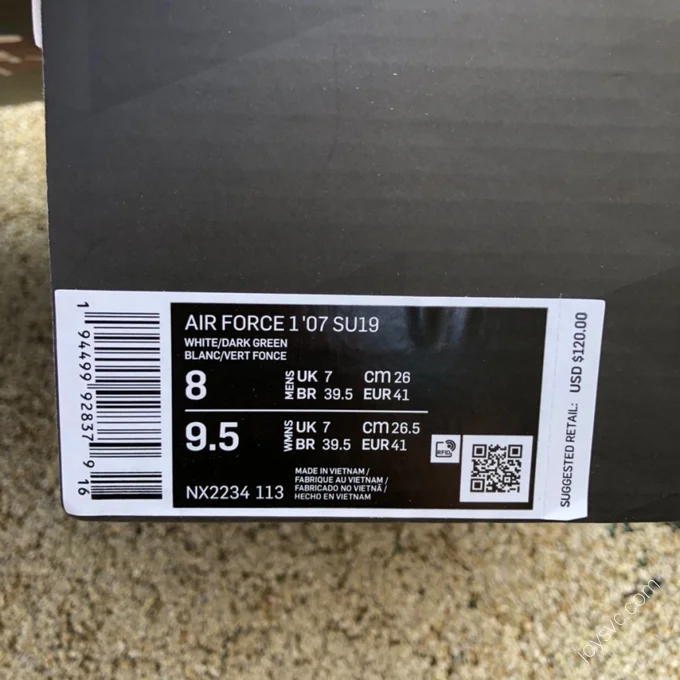 AIR FORCE 1 '07 SU19
WHITE/DARK GREEN
BLANC/VERT FONCE
8 MENS UK 7 cm 26
BR 39.5 EUR 41
9.5 WMNS UK 7 cm 26.5
BR 39.5 EUR 41
RFID
NX2234 113
MADE IN VIETNAM /
FABRIQUE AU VIETNAM /
FABRICADO NO VIETNÃ /
HECHO EN VIETNAM
1 94499 92837 9 16
SUGGESTED RETAIL: USD $120.00
joysvc.com